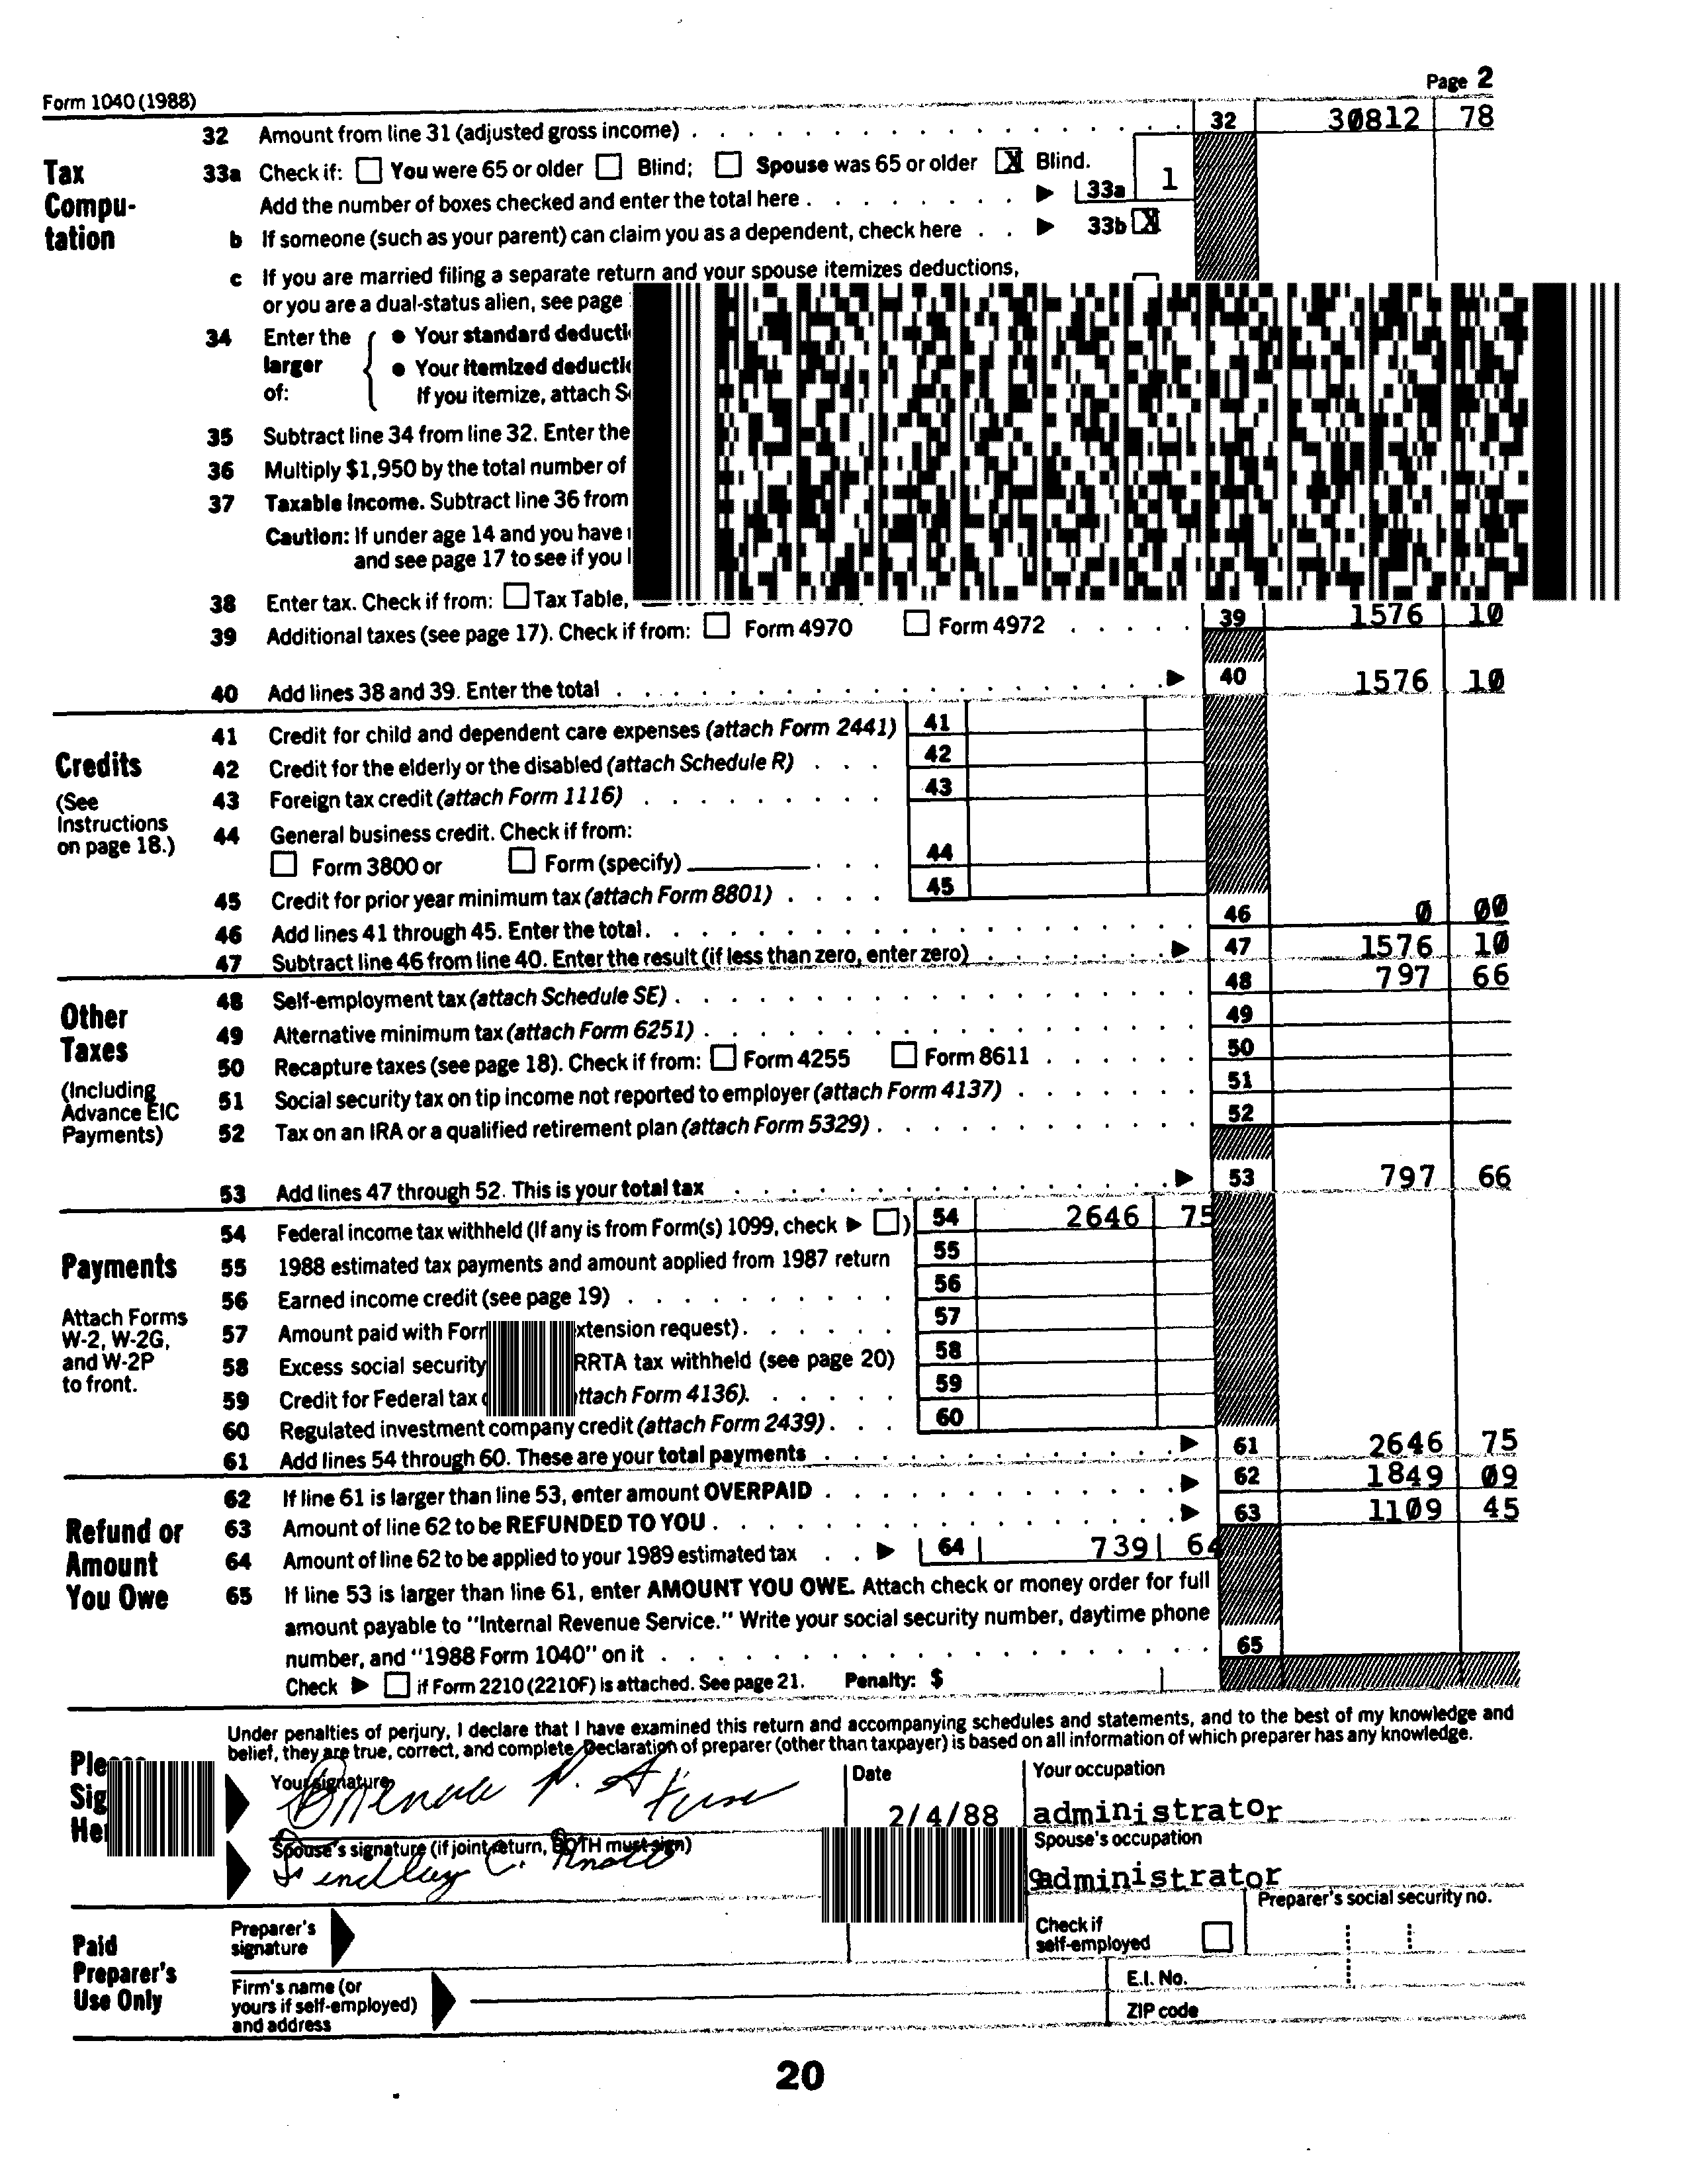 Form 1040 (1988)
Page 2
32 Amount from line 31 (adjusted gross income) . . . . . . . . . . . . . . . . 32 30812 78
Tax Computation
33a Check if: You were 65 or older Blind; Spouse was 65 or older X Blind.
Add the number of boxes checked and enter the total here . . . . . . . . ▶ 33a 1
b If someone (such as your parent) can claim you as a dependent, check here . . ▶ 33b X
c If you are married filing a separate return and your spouse itemizes deductions,
or you are a dual-status alien, see page
34 Enter the larger of:
{ ● Your standard
● Your itemized
If you itemize, attach
35 Subtract line 34 from line 32. Enter the
36 Multiply $1,950 by the total number of
37 Taxable income. Subtract line 36 from
Caution: If under age 14 and you have
and see page 17 to see if you
38 Enter tax. Check if from: Tax Table,
39 Additional taxes (see page 17). Check if from: Form 4970 Form 4972 . . . . . 39 1576 10
40 Add lines 38 and 39. Enter the total . . . . . . . . . . . . . . . . ▶ 40 1576 10
Credits
(See Instructions on page 18.)
41 Credit for child and dependent care expenses (attach Form 2441) 41
42 Credit for the elderly or the disabled (attach Schedule R) . . . 42
43 Foreign tax credit (attach Form 1116) . . . . . . . . 43
44 General business credit. Check if from:
Form 3800 or Form (specify) . . . 44
45 Credit for prior year minimum tax (attach Form 8801) . . . . 45
46 Add lines 41 through 45. Enter the total . . . . . . . . . . . . . . . . 46 0 00
47 Subtract line 46 from line 40. Enter the result (if less than zero, enter zero) . . . . . . ▶ 47 1576 10
Other Taxes
(Including Advance EIC Payments)
48 Self-employment tax (attach Schedule SE) . . . . . . . . . . . . . . . . 48 797 66
49 Alternative minimum tax (attach Form 6251) . . . . . . . . . . . . . . . . 49
50 Recapture taxes (see page 18). Check if from: Form 4255 Form 8611 . . . . . . 50
51 Social security tax on tip income not reported to employer (attach Form 4137) . . . . . . . 51
52 Tax on an IRA or a qualified retirement plan (attach Form 5329) . . . . . . . . . . . . 52
53 Add lines 47 through 52. This is your total tax . . . . . . . . . . . . . . . . ▶ 53 797 66
Payments
Attach Forms W-2, W-2G, and W-2P to front.
54 Federal income tax withheld (If any is from Form(s) 1099, check ▶ ) 54 2646 75
55 1988 estimated tax payments and amount applied from 1987 return 55
56 Earned income credit (see page 19) . . . . . . . . . 56
57 Amount paid with request) . . . . . . 57
58 Excess social security RRTA tax withheld (see page 20) 58
59 Credit for Federal tax Form 4136) . . . . . . 59
60 Regulated investment company credit (attach Form 2439) . . . 60
61 Add lines 54 through 60. These are your total payments . . . . . . . . . . . . ▶ 61 2646 75
Refund or Amount You Owe
62 If line 61 is larger than line 53, enter amount OVERPAID . . . . . . . . . . . . ▶ 62 1849 09
63 Amount of line 62 to be REFUNDED TO YOU . . . . . . . . . . . . . . . . ▶ 63 1109 45
64 Amount of line 62 to be applied to your 1989 estimated tax . . ▶ 64 739 64
65 If line 53 is larger than line 61, enter AMOUNT YOU OWE. Attach check or money order for full
amount payable to "Internal Revenue Service." Write your social security number, daytime phone
number, and "1988 Form 1040" on it . . . . . . . . . . . . . . . . 65
Check ▶ if Form 2210 (2210F) is attached. See page 21. Penalty: $
Under penalties of perjury, I declare that I have examined this return and accompanying schedules and statements, and to the best of my knowledge and
belief, they are true, correct, and complete. Declaration of preparer (other than taxpayer) is based on all information of which preparer has any knowledge.
Your signature
Date
Your occupation
2/4/88
administrator
Spouse's signature (if joint return, BOTH must sign)
Spouse's occupation
administrator
Paid Preparer's Use Only
Preparer's signature
Check if self-employed
Preparer's social security no.
Firm's name (or yours if self-employed) and address
E.I. No.
ZIP code
20